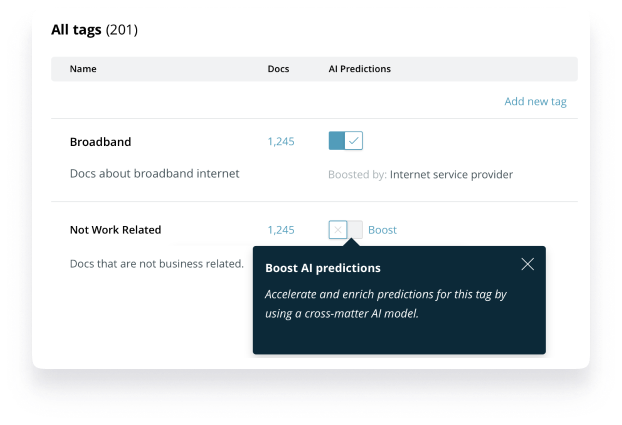 All tags (201)
Name Docs AI Predictions
Add new tag
Broadband 1,245
Docs about broadband internet Boosted by: Internet service provider
Not Work Related 1,245 Boost
Docs that are not business related.
Boost AI predictions
Accelerate and enrich predictions for this tag by
using a cross-matter AI model.